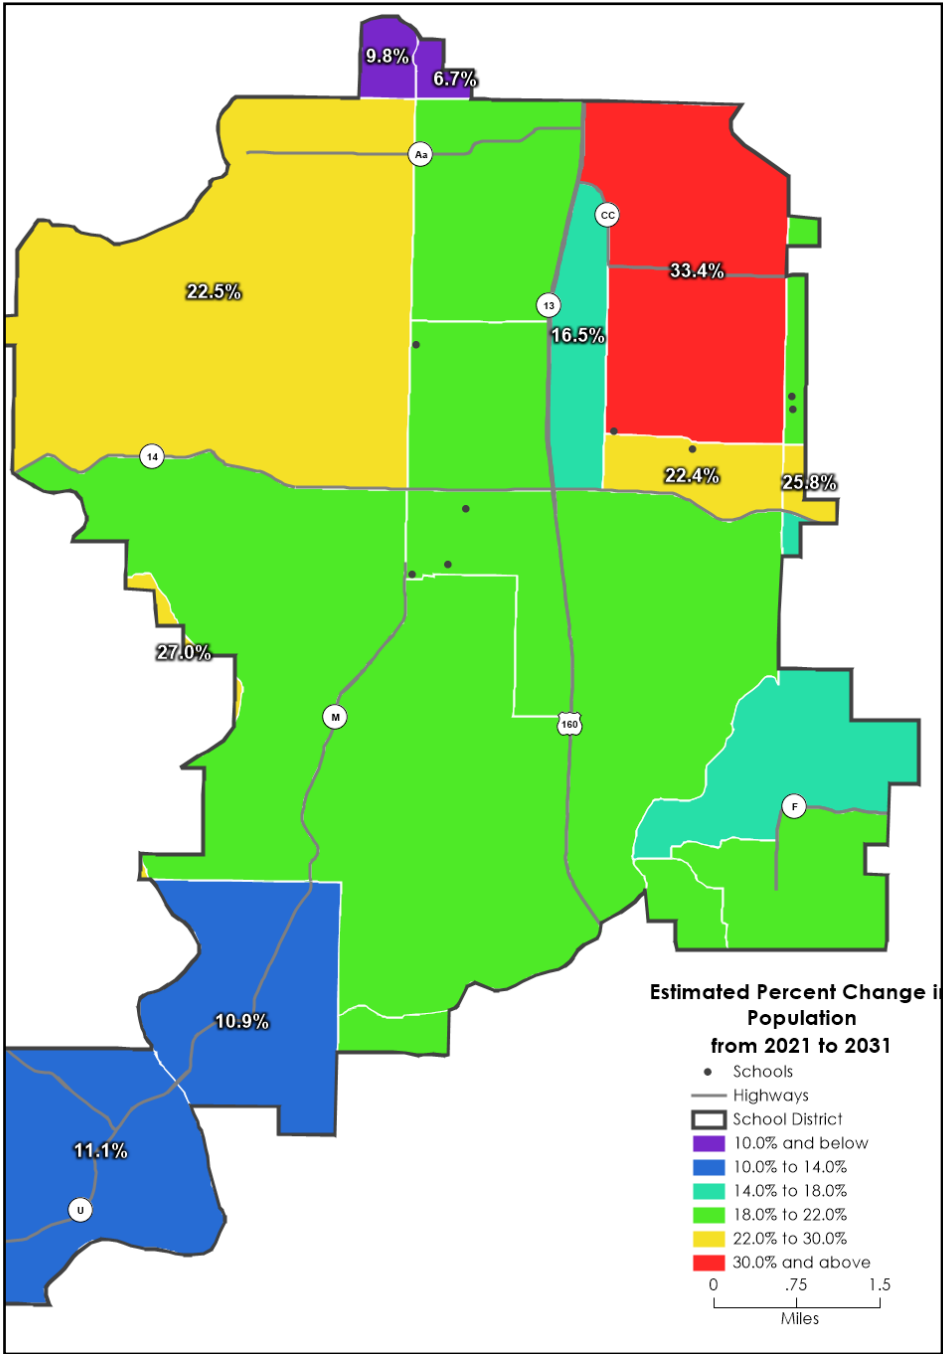 9.8%
6.7%
Aa
CC
33.4%
22.5%
13
16.5%
14
22.4%
25.8%
27.0%
M
160
F
10.9%
11.1%
U
Estimated Percent Change in
Population
from 2021 to 2031
Schools
Highways
School District
10.0% and below
10.0% to 14.0%
14.0% to 18.0%
18.0% to 22.0%
22.0% to 30.0%
30.0% and above
0 .75 1.5
Miles